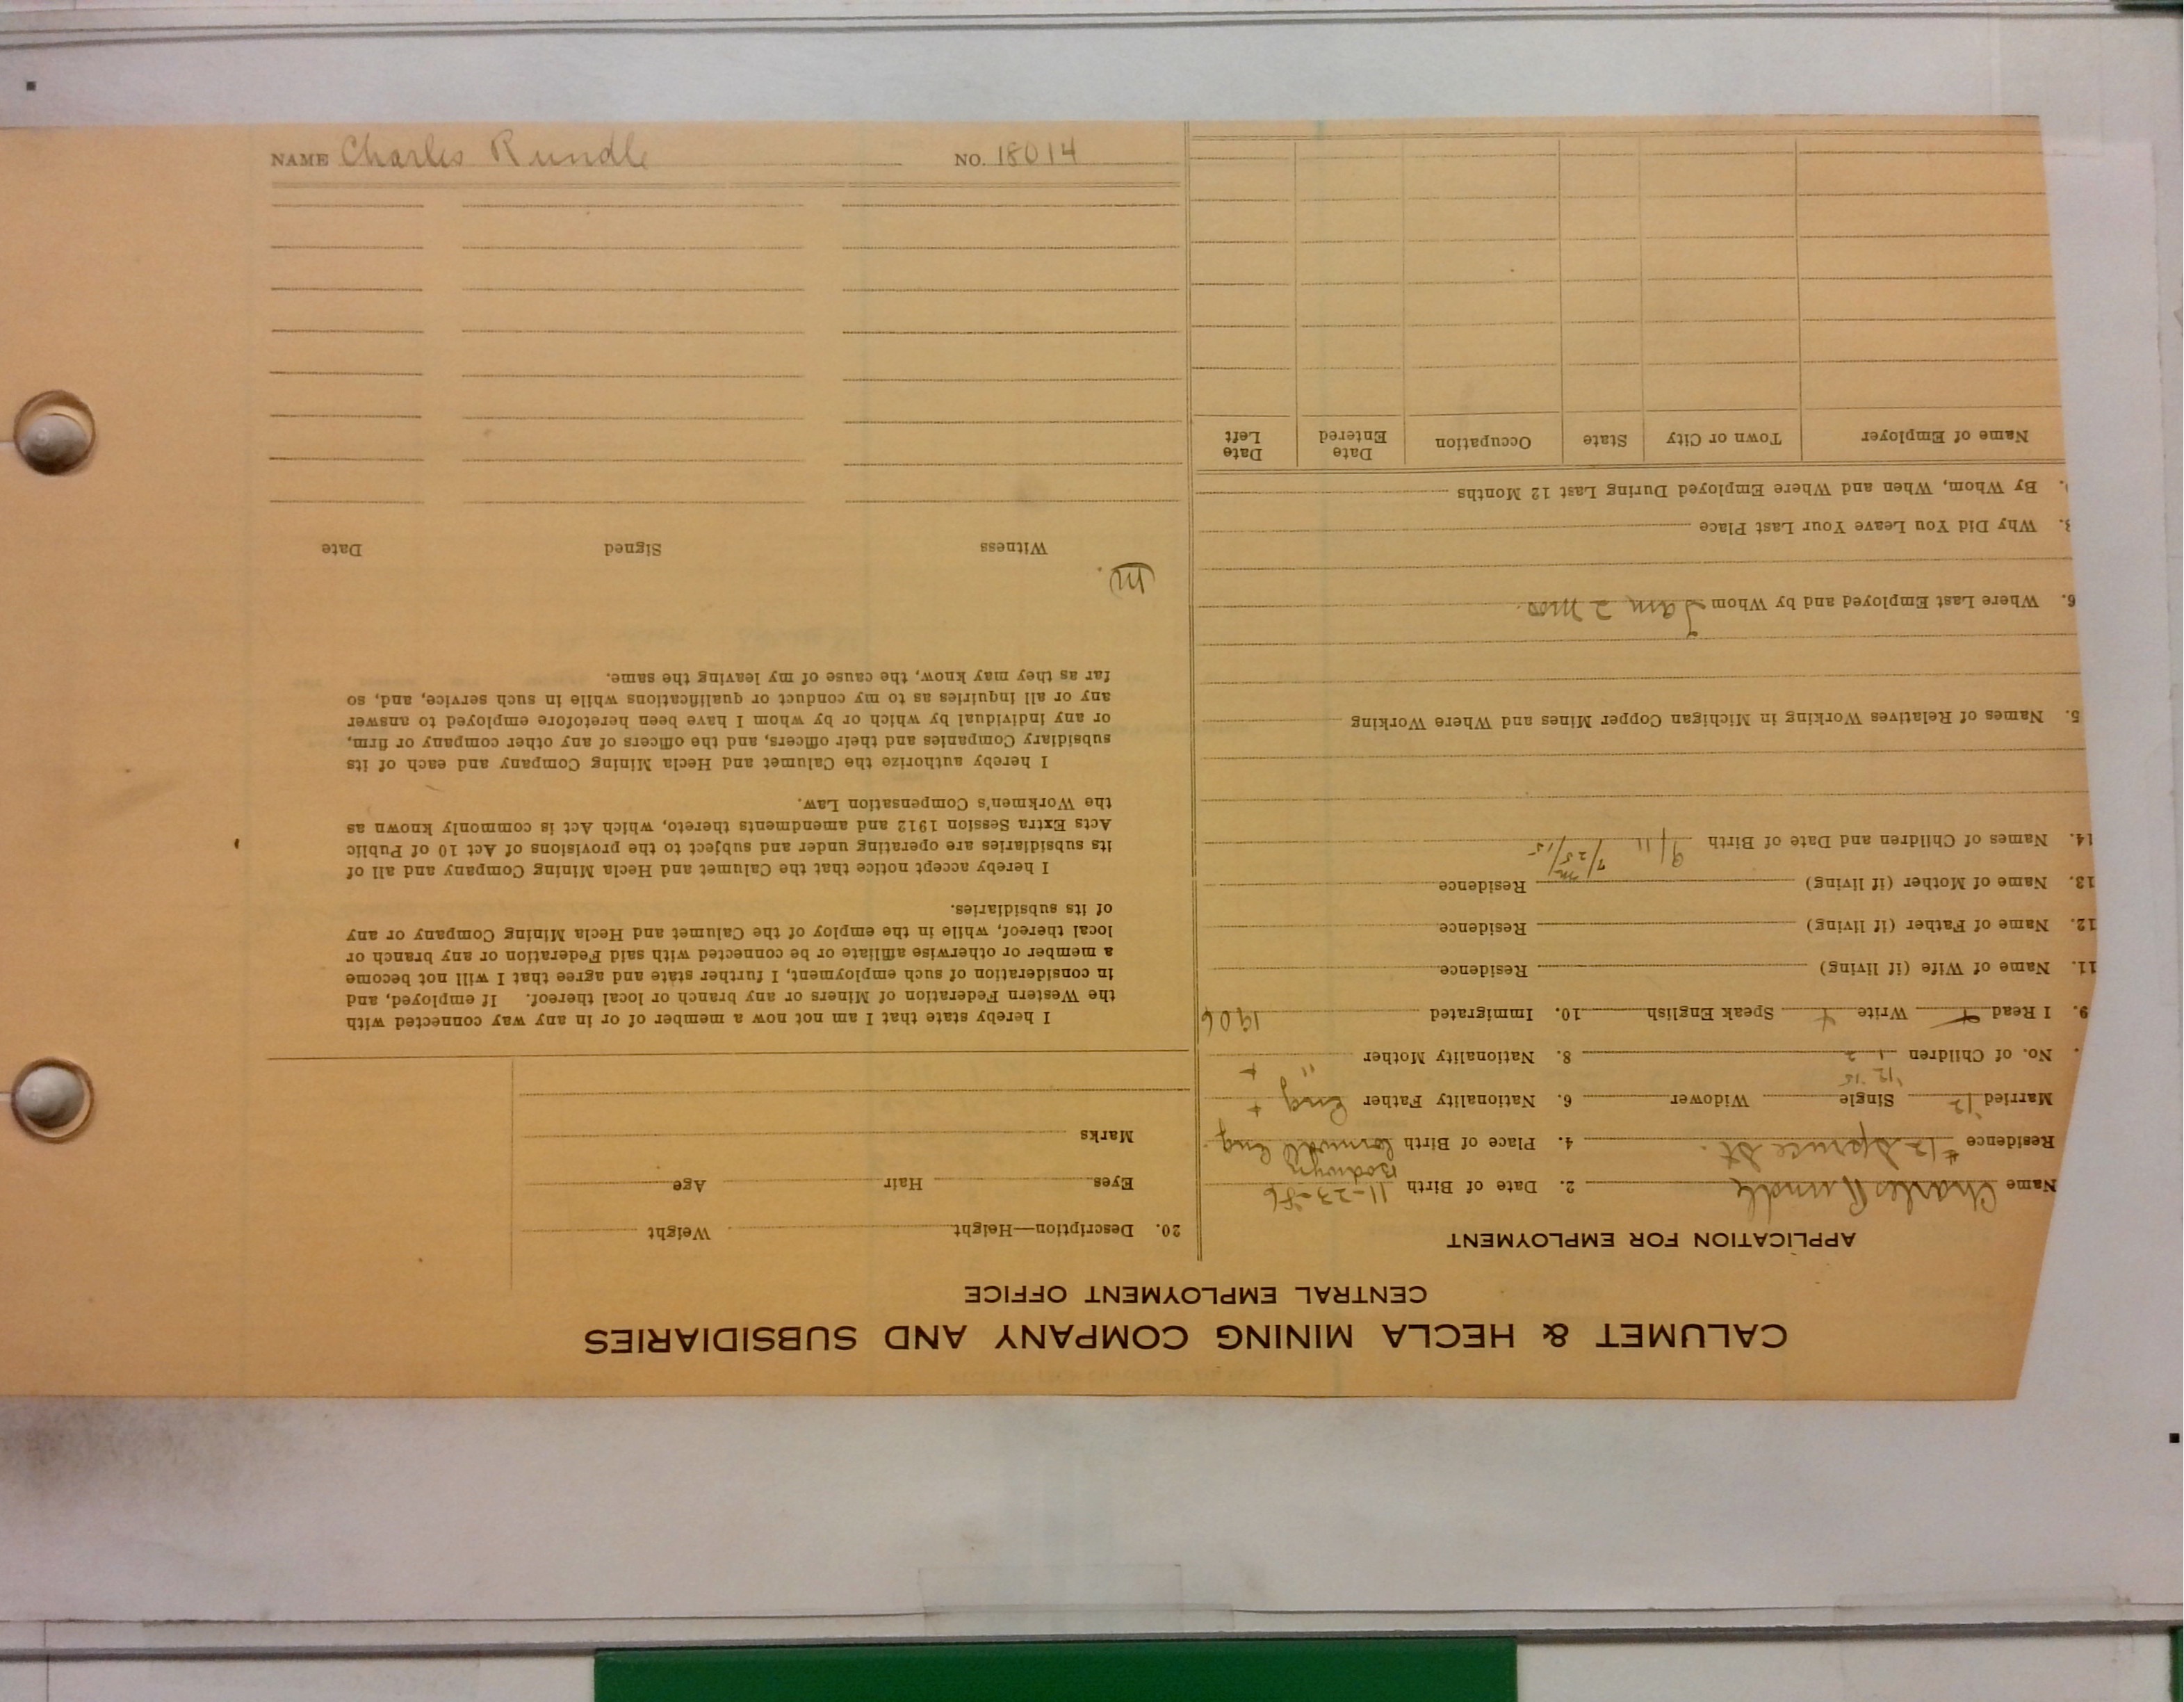 NAME Charles Rundle NO. 18014
CALUMET & HECLA MINING COMPANY AND SUBSIDIARIES
CENTRAL EMPLOYMENT OFFICE
APPLICATION FOR EMPLOYMENT
Name Charles Rundle 2. Date of Birth 11-23-86
Residence #12 Spruce St. 4. Place of Birth Bodwyn Cornwall Eng
Married '12 Single Widower 6. Nationality Father Eng +
'12 '15
No. of Children 1 2 8. Nationality Mother " +
9. I Read Write Speak English 10. Immigrated 1906
11. Name of Wife (if living) Residence
12. Name of Father (if living) Residence
13. Name of Mother (if living) Residence
14. Names of Children and Date of Birth 9/11 7/25/15
5. Names of Relatives Working in Michigan Copper Mines and Where Working
6. Where Last Employed and by Whom Tam 2 mos.
Why Did You Leave Your Last Place
By Whom, When and Where Employed During Last 12 Months
Name of Employer Town or City State Occupation Date Entered Date Left
20. Description—Height Weight
Eyes Hair Age
Marks
I hereby state that I am not now a member of or in any way connected with
the Western Federation of Miners or any branch or local thereof. If employed, and
in consideration of such employment, I further state and agree that I will not become
a member or otherwise affiliate or be connected with said Federation or any branch or
local thereof, while in the employ of the Calumet and Hecla Mining Company or any
of its subsidiaries.
I hereby accept notice that the Calumet and Hecla Mining Company and all of
its subsidiaries are operating under and subject to the provisions of Act 10 of Public
Acts Extra Session 1912 and amendments thereto, which Act is commonly known as
the Workmen's Compensation Law.
I hereby authorize the Calumet and Hecla Mining Company and each of its
subsidiary Companies and their officers, and the officers of any other company or firm,
or any individual by which or by whom I have been heretofore employed to answer
any or all inquiries as to my conduct or qualifications while in such service, and, so
far as they may know, the cause of my leaving the same.
M.
Witness Signed Date